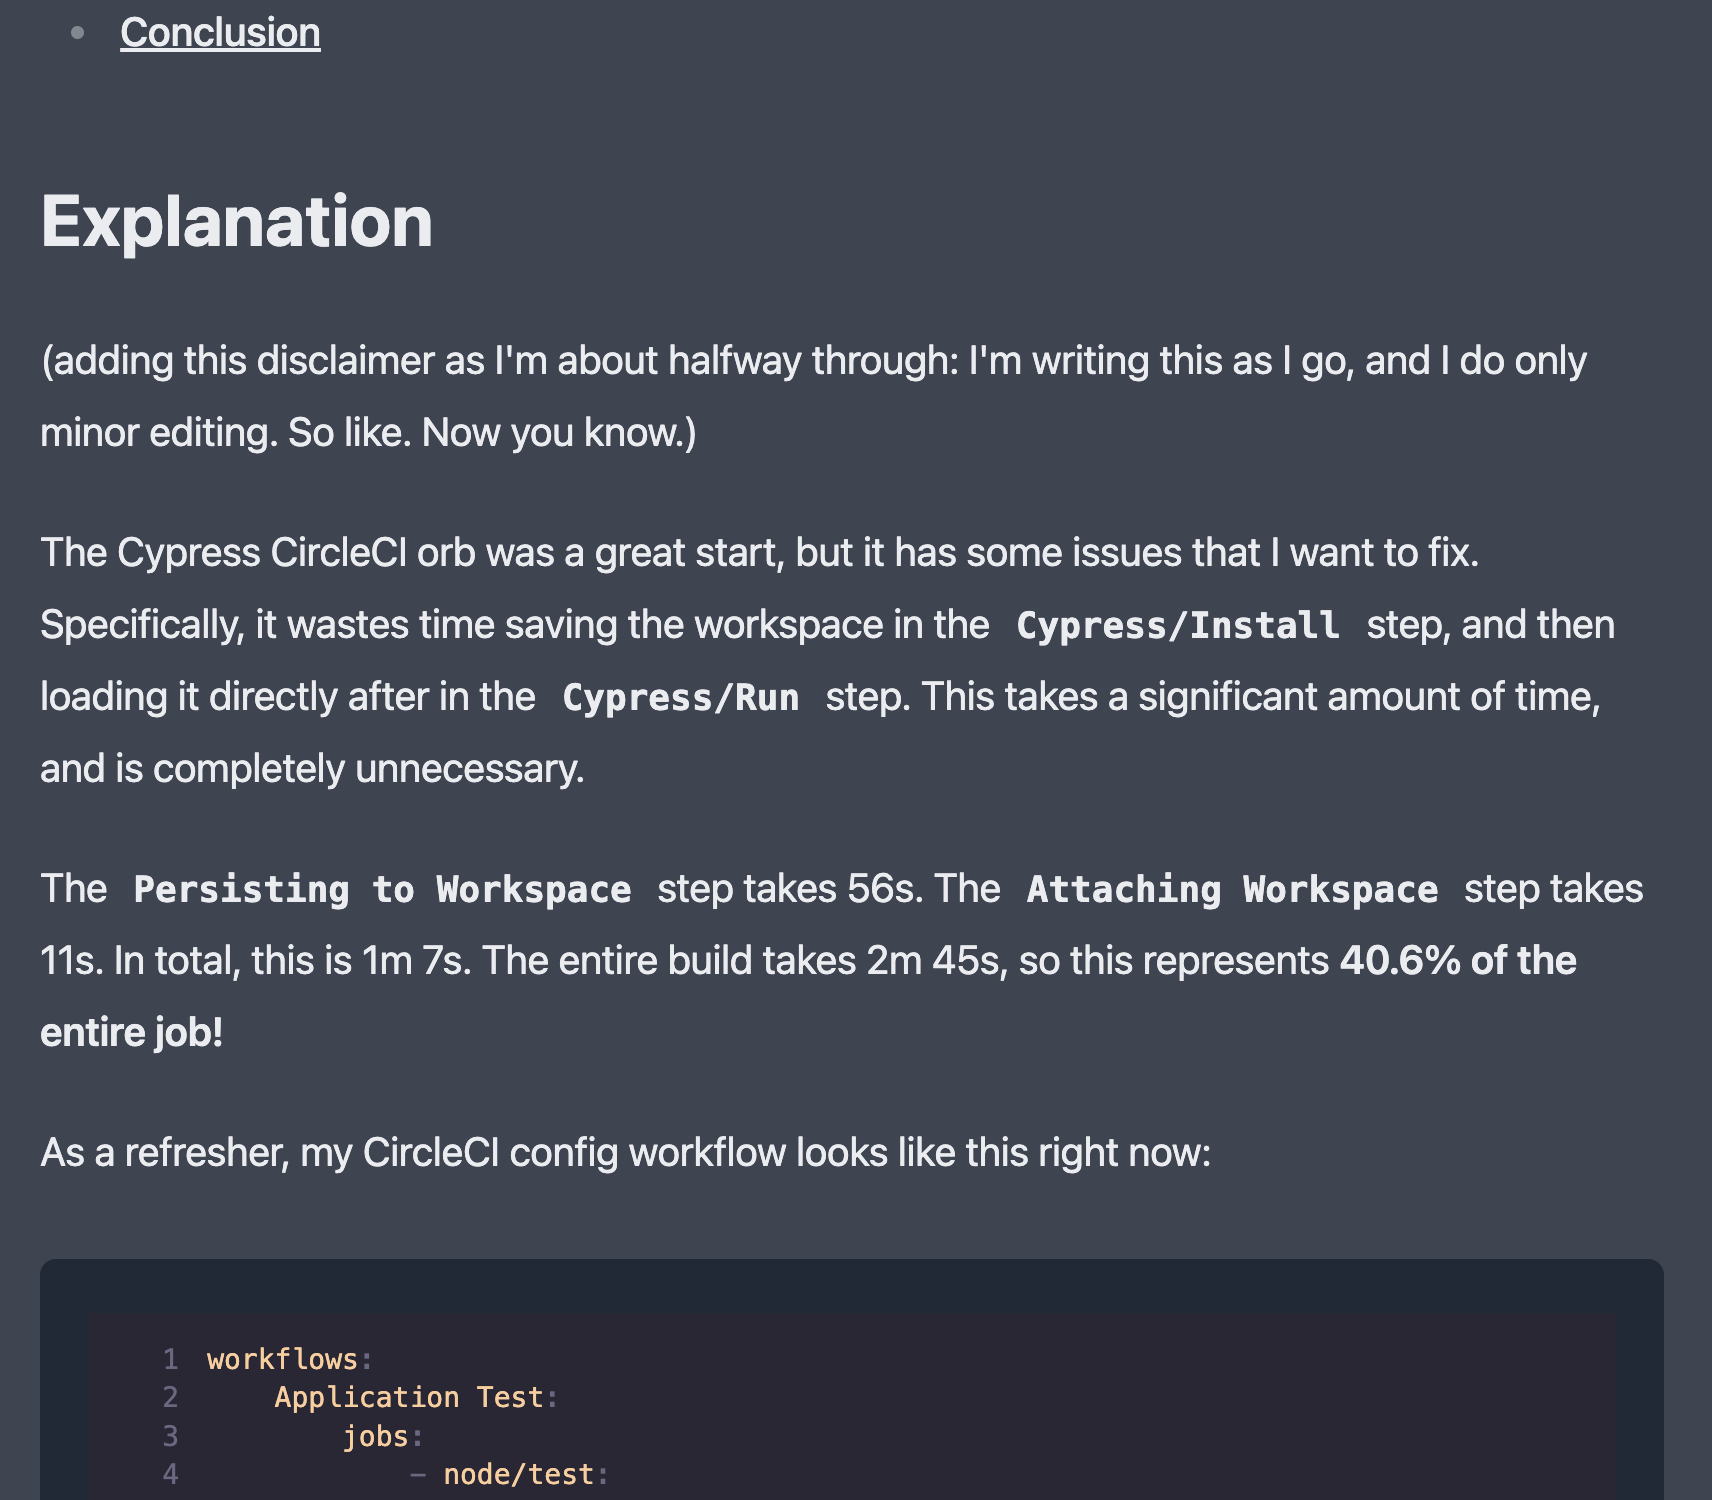 Conclusion
Explanation
(adding this disclaimer as I'm about halfway through: I'm writing this as I go, and I do only
minor editing. So like. Now you know.)
The Cypress CircleCI orb was a great start, but it has some issues that I want to fix.
Specifically, it wastes time saving the workspace in the Cypress/Install step, and then
loading it directly after in the Cypress/Run step. This takes a significant amount of time,
and is completely unnecessary.
The Persisting to Workspace step takes 56s. The Attaching Workspace step takes
11s. In total, this is 1m 7s. The entire build takes 2m 45s, so this represents 40.6% of the
entire job!
As a refresher, my CircleCI config workflow looks like this right now:
1 workflows:
2     Application Test:
3         jobs:
4             - node/test: